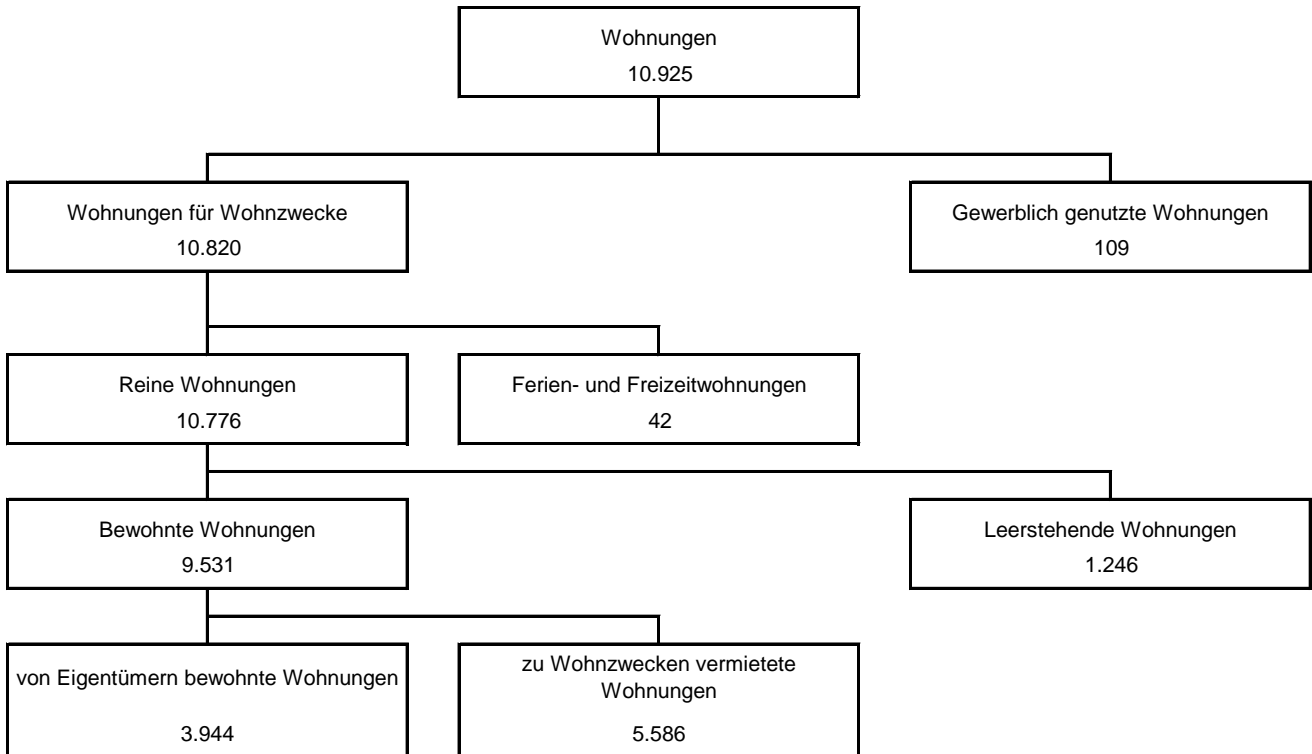 Wohnungen
10.925
Wohnungen für Wohnzwecke
10.820
Gewerblich genutzte Wohnungen
109
Reine Wohnungen
10.776
Ferien- und Freizeitwohnungen
42
Bewohnte Wohnungen
9.531
Leerstehende Wohnungen
1.246
von Eigentümern bewohnte Wohnungen
3.944
zu Wohnzwecken vermietete
Wohnungen
5.586